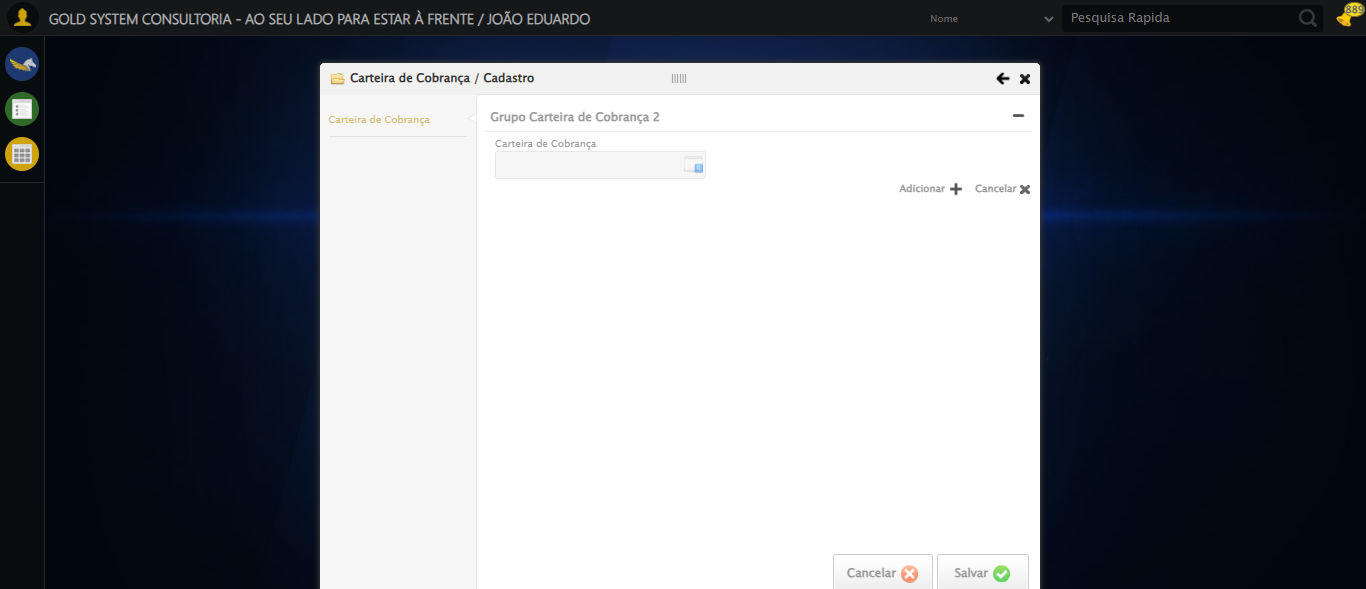 GOLD SYSTEM CONSULTORIA - AO SEU LADO PARA ESTAR À FRENTE / JOÃO EDUARDO
Nome
Pesquisa Rapida
889
Carteira de Cobrança / Cadastro
Carteira de Cobrança
Grupo Carteira de Cobrança 2
Carteira de Cobrança
Adicionar
Cancelar
Cancelar
Salvar